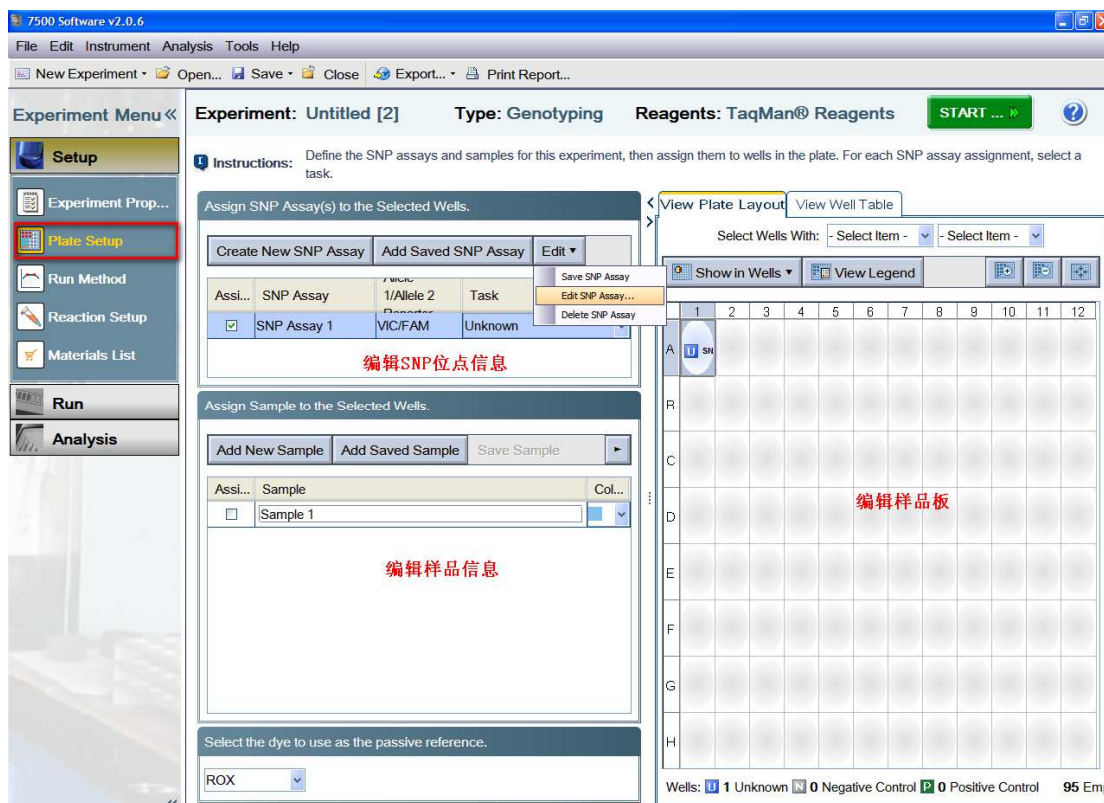 7500 Software v2.0.6
File Edit Instrument Analysis Tools Help
New Experiment Open... Save Close Export... Print Report...
Experiment Menu«
Experiment: Untitled [2] Type: Genotyping Reagents: TaqMan® Reagents START ... ?
Setup
Experiment Prop...
Plate Setup
Run Method
Reaction Setup
Materials List
Run
Analysis
Instructions: Define the SNP assays and samples for this experiment, then assign them to wells in the plate. For each SNP assay assignment, select a
task.
Assign SNP Assay(s) to the Selected Wells.
Create New SNP Assay Add Saved SNP Assay Edit
Save SNP Assay
Edit SNP Assay...
Delete SNP Assay
Assi... SNP Assay 1/Allele 2 Task
SNP Assay 1 VIC/FAM Unknown
编辑SNP位点信息
Assign Sample to the Selected Wells.
Add New Sample Add Saved Sample Save Sample
Assi... Sample Col...
Sample 1
编辑样品信息
Select the dye to use as the passive reference.
ROX
View Plate Layout View Well Table
Select Wells With: - Select Item - - Select Item -
Show in Wells View Legend
1 2 3 4 5 6 7 8 9 10 11 12
A U SN
B
C
D
编辑样品板
E
F
G
H
Wells: U 1 Unknown N 0 Negative Control P 0 Positive Control 95 Em